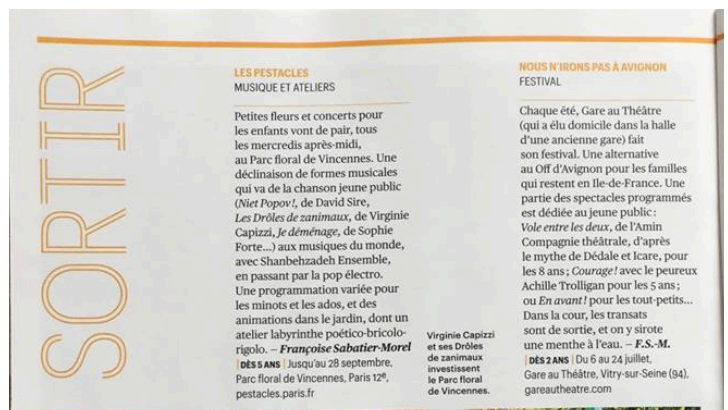 SORTIR
LES PESTACLES
MUSIQUE ET ATELIERS
Petites fleurs et concerts pour
les enfants vont de pair, tous
les mercredis après-midi,
au Parc floral de Vincennes. Une
déclinaison de formes musicales
qui va de la chanson jeune public
(Niet Popov!, de David Sire,
Les Drôles de zanimaux, de Virginie
Capizzi, Je déménage, de Sophie
Forte...) aux musiques du monde,
avec Shanbehzadeh Ensemble,
en passant par la pop électro.
Une programmation variée pour
les minots et les ados, et des
animations dans le jardin, dont un
atelier labyrinthe poético-bricolo-
rigolo. – Françoise Sabatier-Morel
| DÈS 5 ANS | Jusqu'au 28 septembre,
Parc floral de Vincennes, Paris 12e,
pestacles.paris.fr
Virginie Capizzi
et ses Drôles
de zanimaux
investissent
le Parc floral
de Vincennes.
NOUS N'IRONS PAS À AVIGNON
FESTIVAL
Chaque été, Gare au Théâtre
(qui a élu domicile dans la halle
d'une ancienne gare) fait
son festival. Une alternative
au Off d'Avignon pour les familles
qui restent en Ile-de-France. Une
partie des spectacles programmés
est dédiée au jeune public :
Vole entre les deux, de l'Amin
Compagnie théâtrale, d'après
le mythe de Dédale et Icare, pour
les 8 ans ; Courage! avec le peureux
Achille Trolligan pour les 5 ans ;
ou En avant! pour les tout-petits...
Dans la cour, les transats
sont de sortie, et on y sirote
une menthe à l'eau. – F.S.-M.
| DÈS 2 ANS | Du 6 au 24 juillet,
Gare au Théâtre, Vitry-sur-Seine (94),
gareautheatre.com